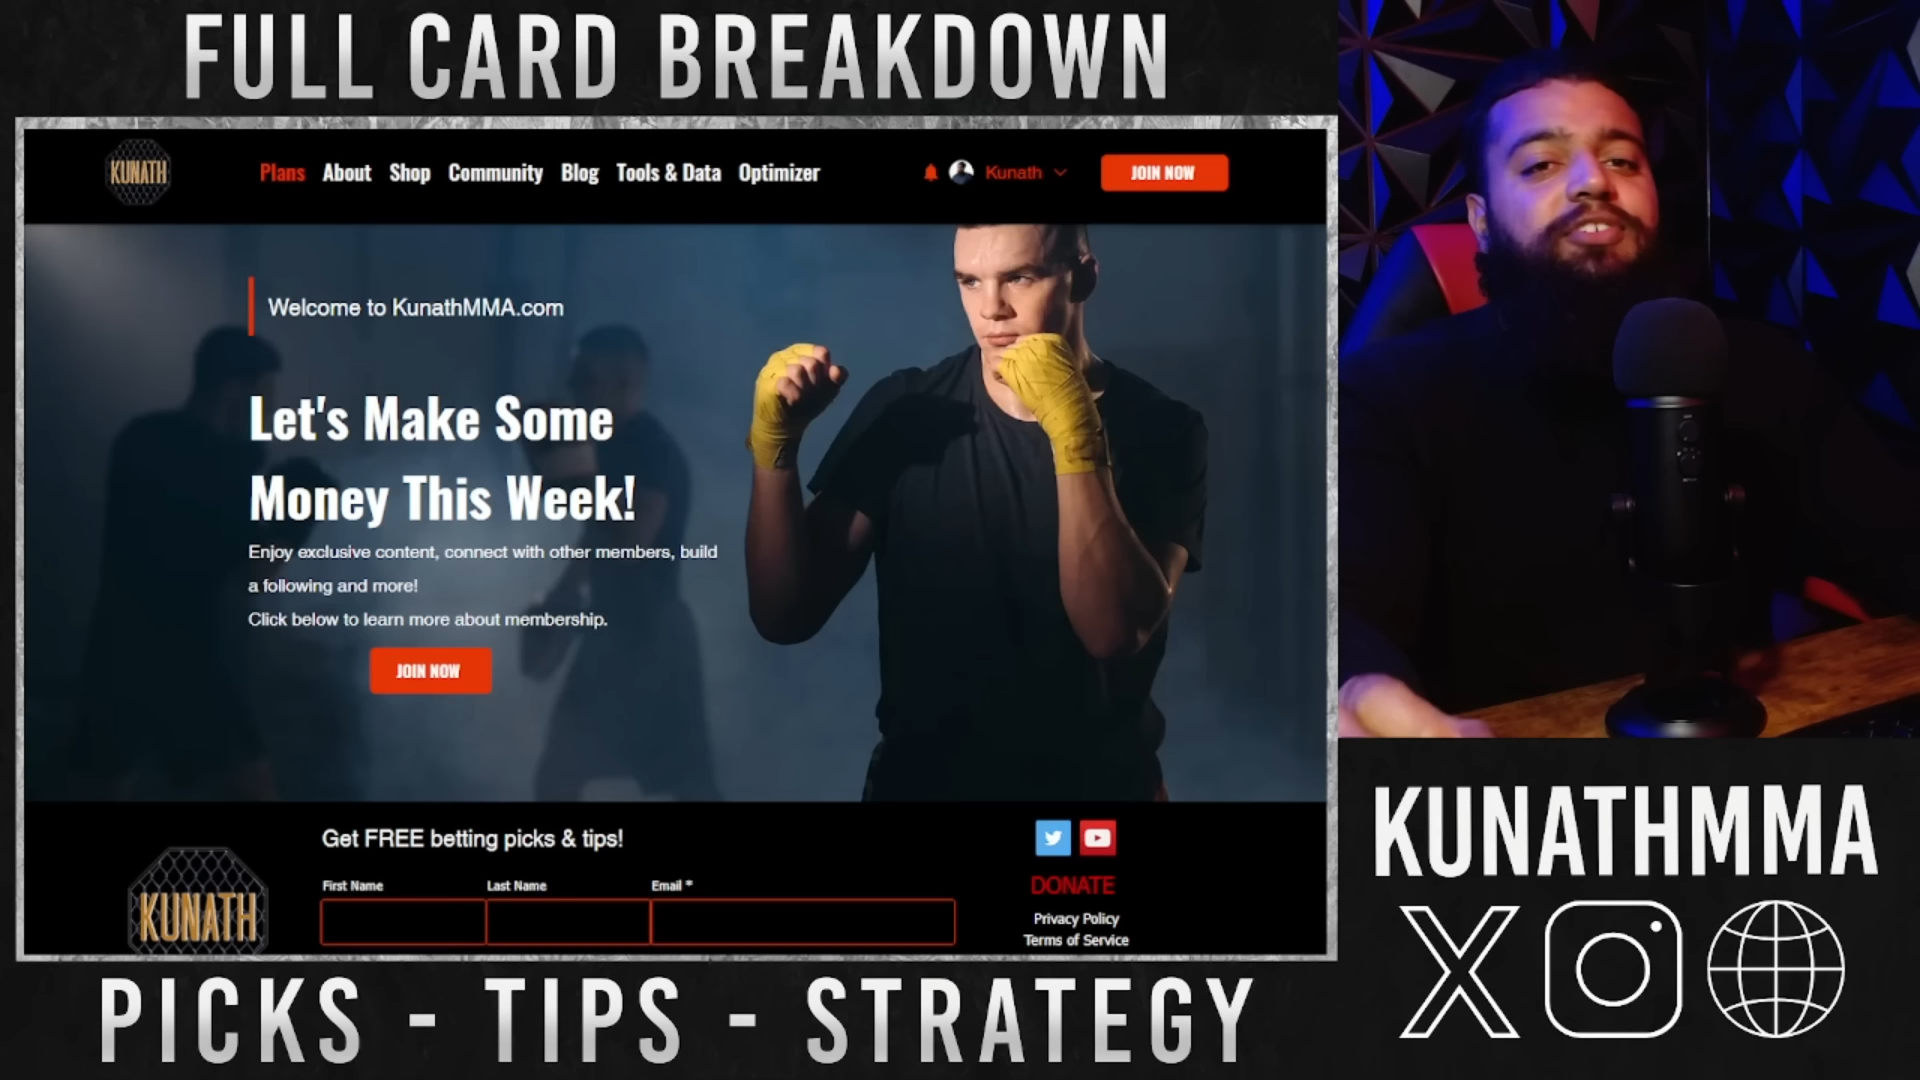 FULL CARD BREAKDOWN
KUNATH
Plans About Shop Community Blog Tools & Data Optimizer
Kunath
JOIN NOW
Welcome to KunathMMA.com
Let's Make Some
Money This Week!
Enjoy exclusive content, connect with other members, build
a following and more!
Click below to learn more about membership.
JOIN NOW
Get FREE betting picks & tips!
First Name Last Name Email *
KUNATH
DONATE
Privacy Policy
Terms of Service
KUNATHMMA
PICKS - TIPS - STRATEGY